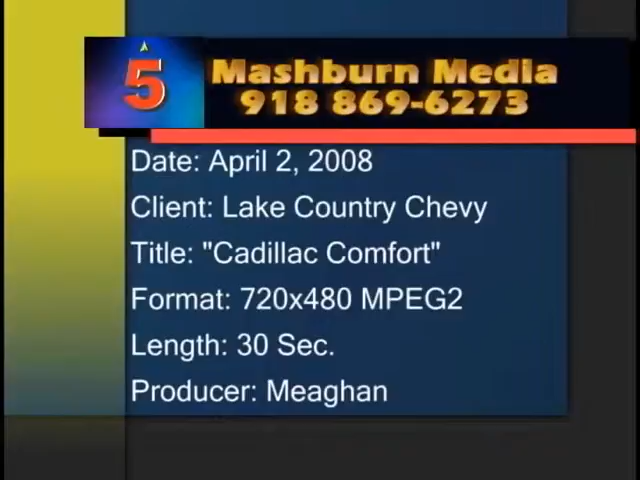 5
Mashburn Media
918 869-6273
Date: April 2, 2008
Client: Lake Country Chevy
Title: "Cadillac Comfort"
Format: 720x480 MPEG2
Length: 30 Sec.
Producer: Meaghan